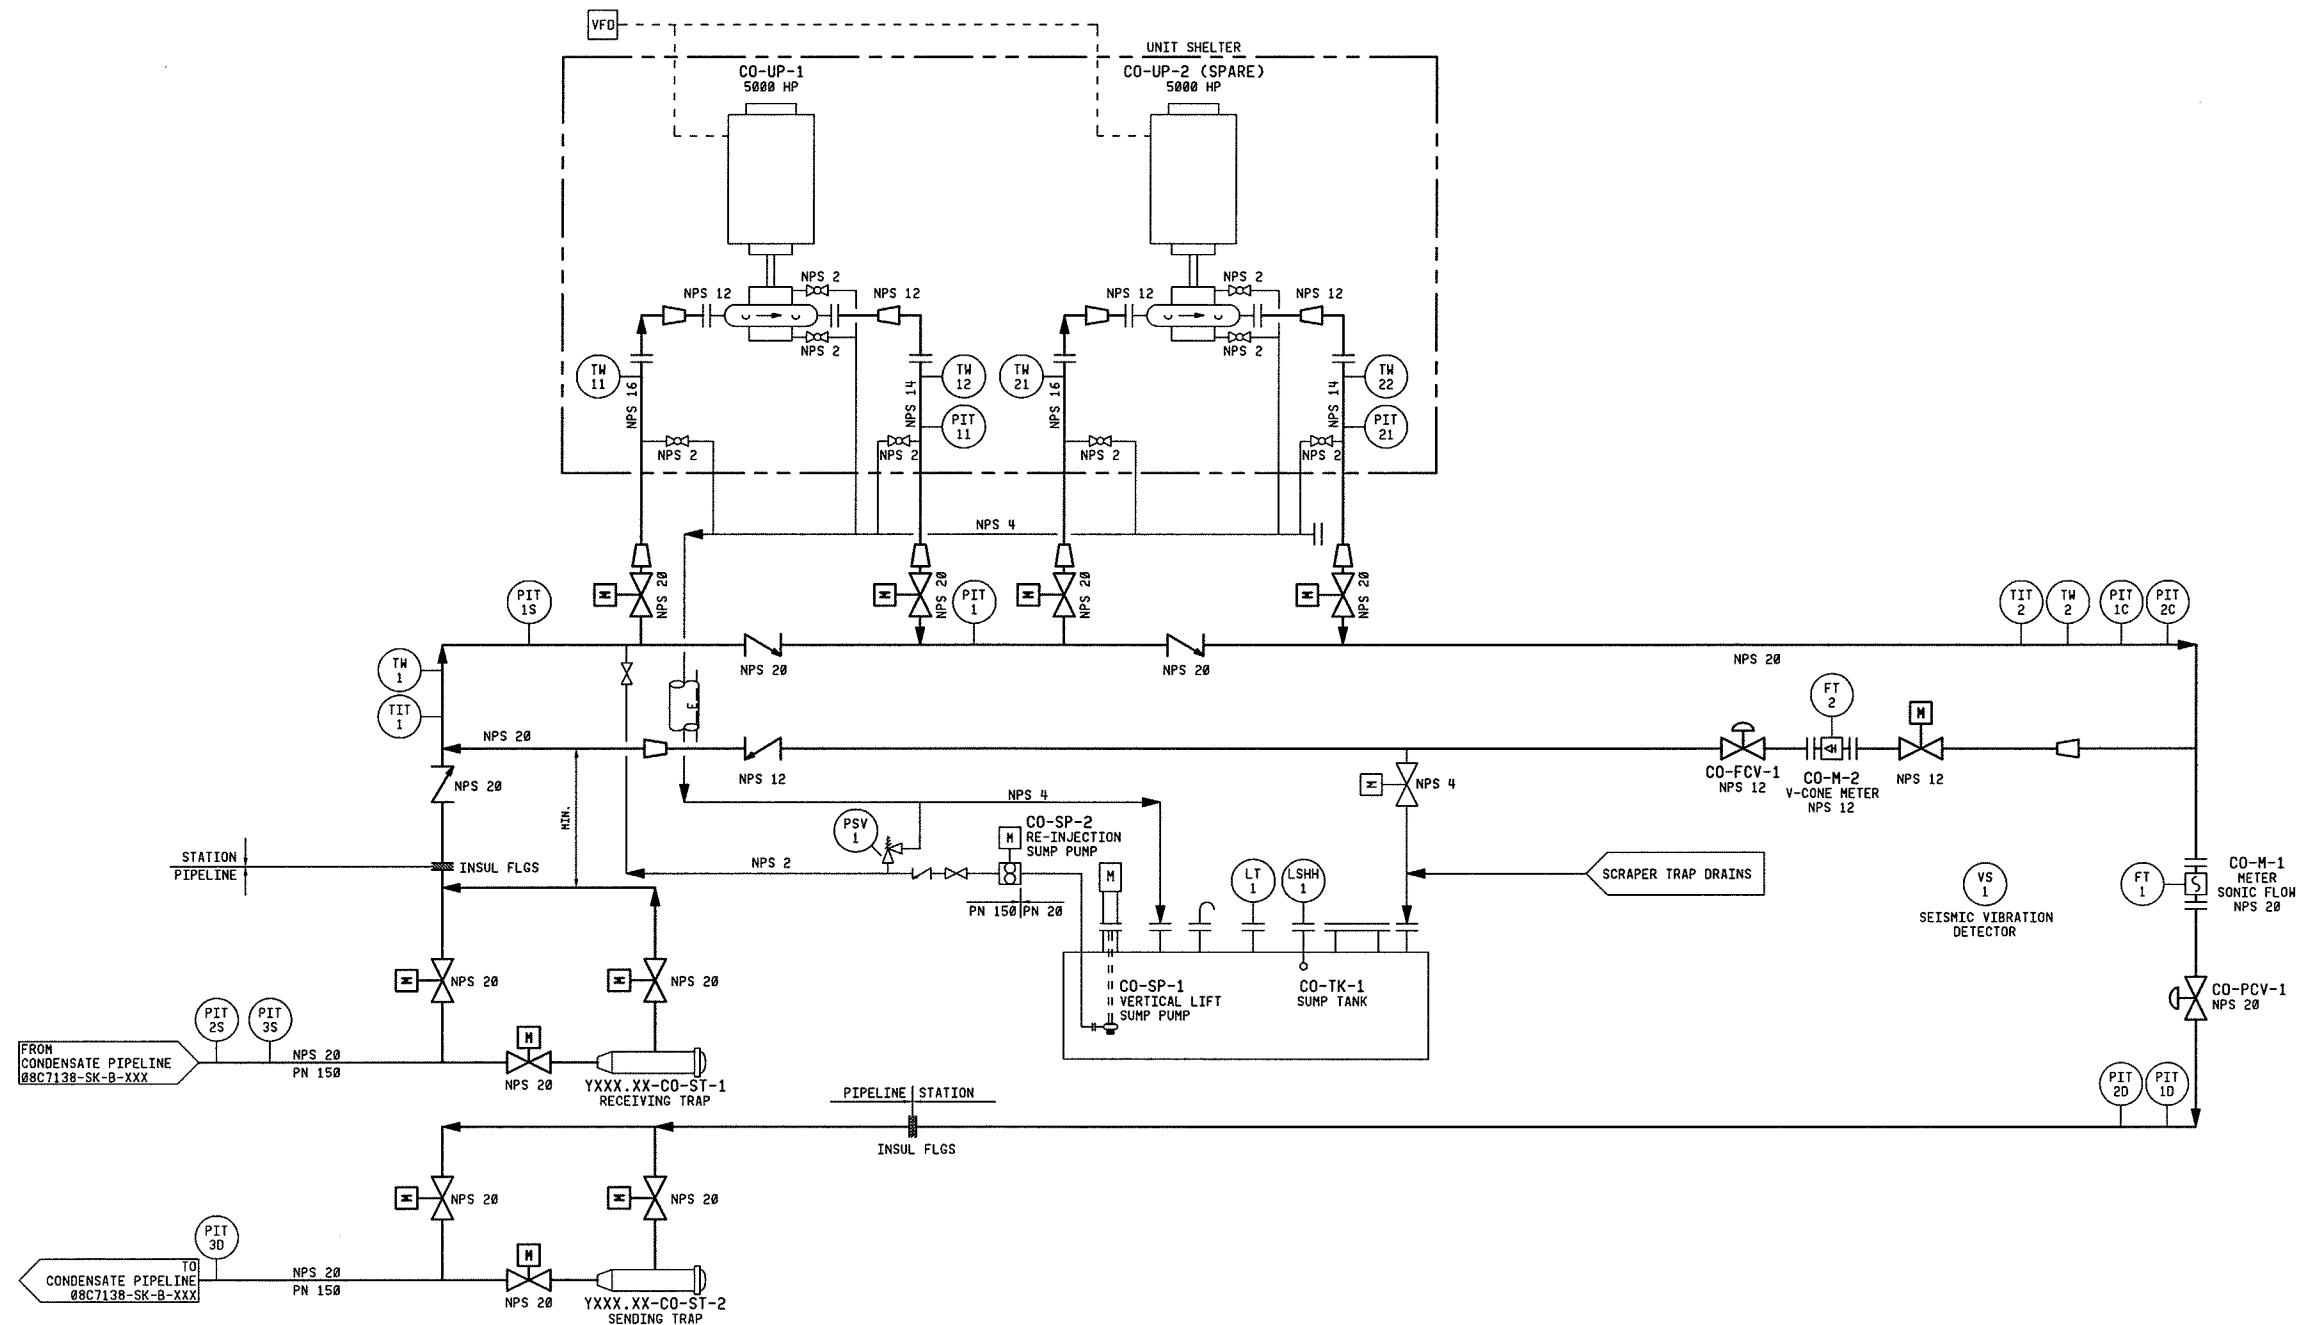 VFD
UNIT SHELTER
CO-UP-1
5000 HP
CO-UP-2 (SPARE)
5000 HP
NPS 2
NPS 2
NPS 12
NPS 12
NPS 12
NPS 12
NPS 2
NPS 2
TW
11
NPS 16
NPS 14
TW
12
TW
21
NPS 16
NPS 14
TW
22
PIT
11
PIT
21
NPS 2
NPS 2
NPS 2
NPS 2
NPS 4
PIT
1S
M
NPS 20
M
NPS 20
PIT
1
M
NPS 20
M
NPS 20
TIT
2
TW
2
PIT
1C
PIT
2C
TW
1
NPS 20
NPS 20
NPS 20
TIT
1
E
FT
2
M
NPS 20
NPS 12
CO-FCV-1
NPS 12
CO-M-2
V-CONE METER
NPS 12
NPS 12
NPS 20
M
NPS 4
MIN.
NPS 4
PSV
1
M
CO-SP-2
RE-INJECTION
SUMP PUMP
STATION
PIPELINE
INSUL FLGS
NPS 2
M
LT
1
LSHH
1
SCRAPER TRAP DRAINS
VS
1
SEISMIC VIBRATION
DETECTOR
FT
1
CO-M-1
METER
SONIC FLOW
NPS 20
PN 150
PN 20
M
NPS 20
M
NPS 20
CO-SP-1
VERTICAL LIFT
SUMP PUMP
CO-TK-1
SUMP TANK
CO-PCV-1
NPS 20
PIT
2S
PIT
3S
FROM
CONDENSATE PIPELINE
08C7138-SK-B-XXX
NPS 20
PN 150
M
NPS 20
YXXX.XX-CO-ST-1
RECEIVING TRAP
PIPELINE
STATION
INSUL FLGS
PIT
2D
PIT
1D
M
NPS 20
M
NPS 20
PIT
3D
TO
CONDENSATE PIPELINE
08C7138-SK-B-XXX
NPS 20
PN 150
M
NPS 20
YXXX.XX-CO-ST-2
SENDING TRAP